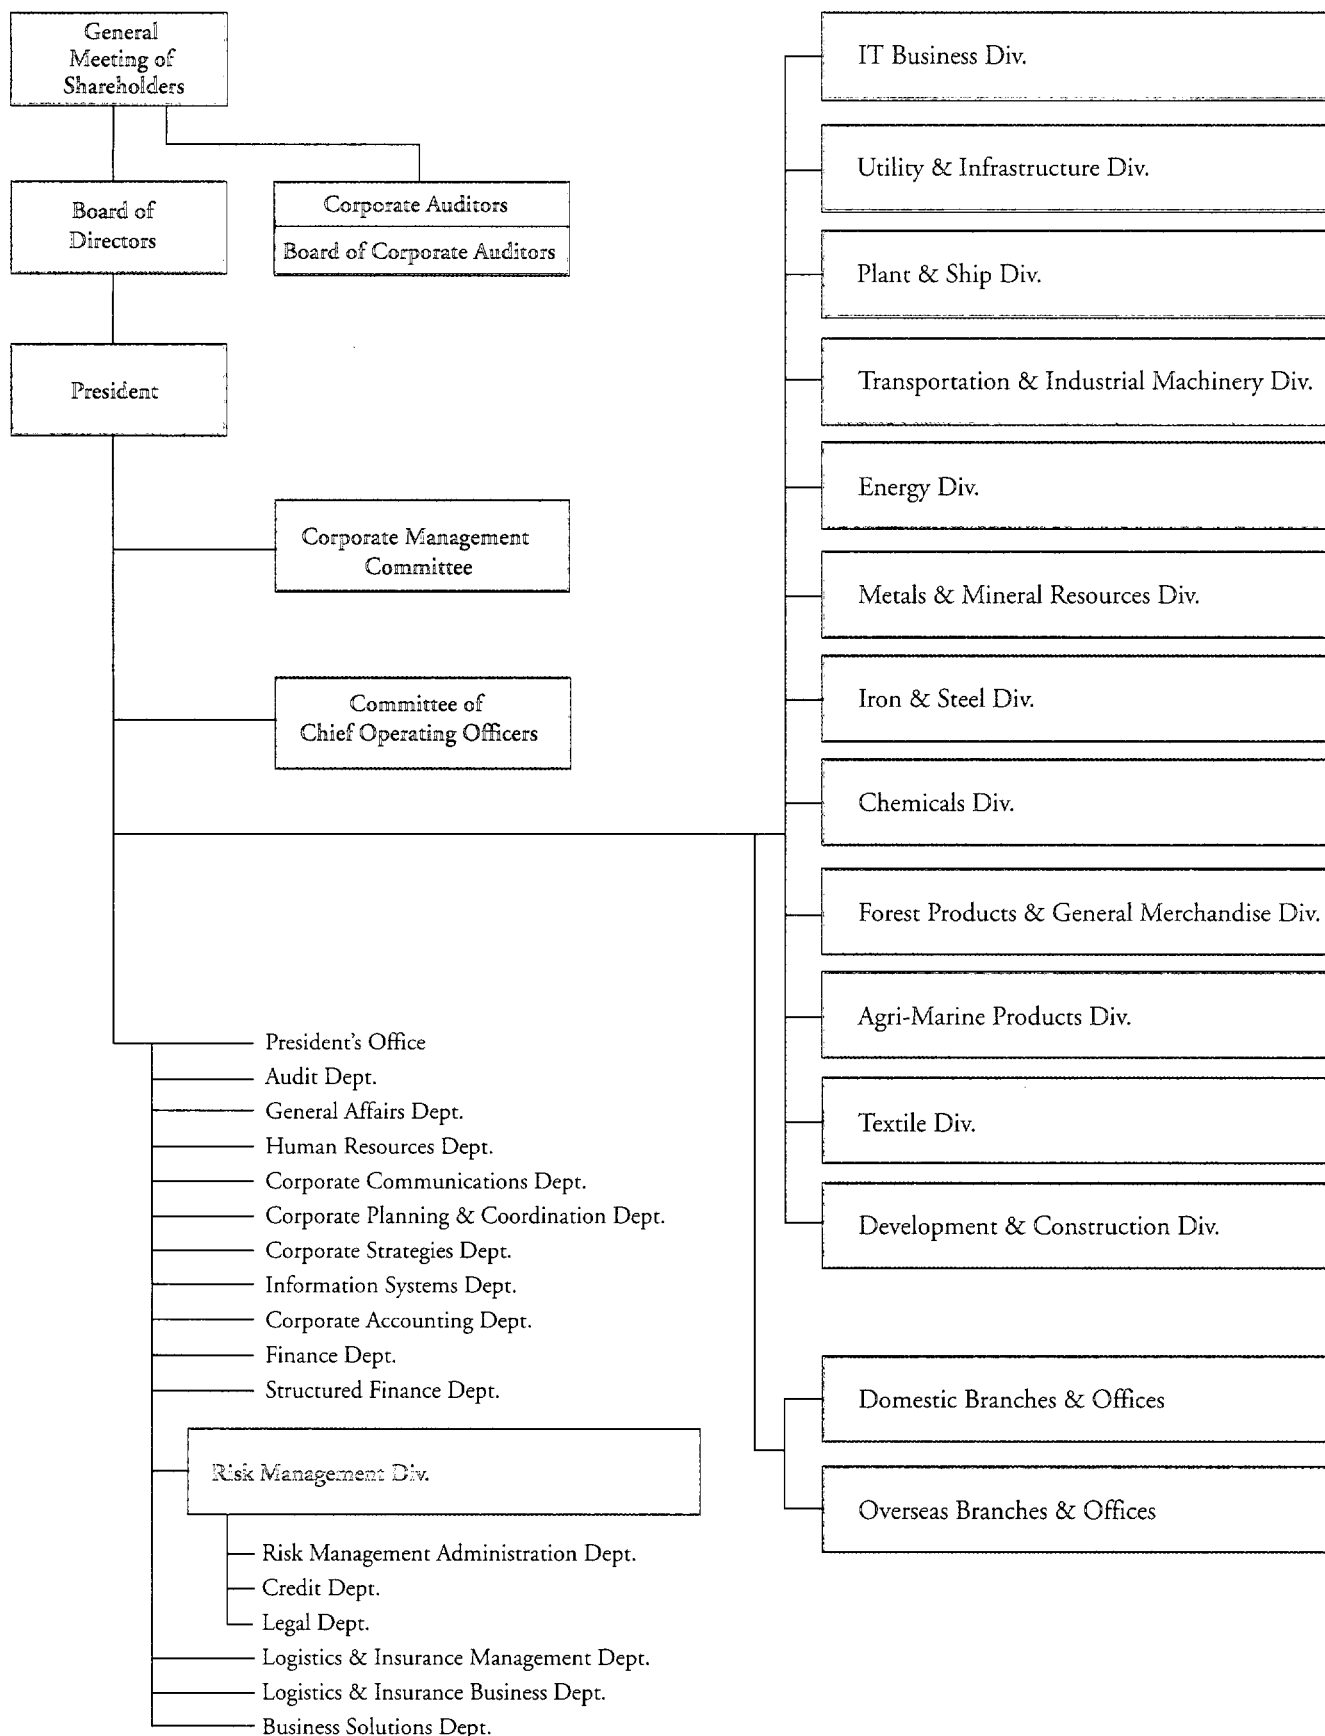 General
Meeting of
Shareholders
Board of
Directors
Corporate Auditors
Board of Corporate Auditors
President
Corporate Management
Committee
Committee of
Chief Operating Officers
President's Office
Audit Dept.
General Affairs Dept.
Human Resources Dept.
Corporate Communications Dept.
Corporate Planning & Coordination Dept.
Corporate Strategies Dept.
Information Systems Dept.
Corporate Accounting Dept.
Finance Dept.
Structured Finance Dept.
Risk Management Div.
Risk Management Administration Dept.
Credit Dept.
Legal Dept.
Logistics & Insurance Management Dept.
Logistics & Insurance Business Dept.
Business Solutions Dept.
IT Business Div.
Utility & Infrastructure Div.
Plant & Ship Div.
Transportation & Industrial Machinery Div.
Energy Div.
Metals & Mineral Resources Div.
Iron & Steel Div.
Chemicals Div.
Forest Products & General Merchandise Div.
Agri-Marine Products Div.
Textile Div.
Development & Construction Div.
Domestic Branches & Offices
Overseas Branches & Offices